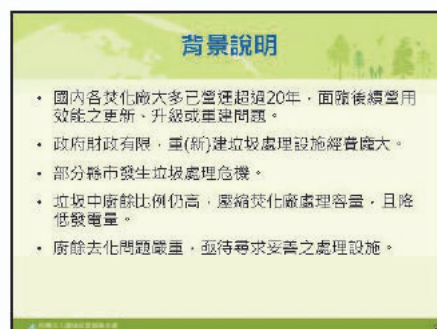 背景說明
• 國內各焚化廠大多已營運超過20年，面臨後續營用
效能之更新、升級或重建問題。
• 政府財政有限，重(新)建垃圾處理設施經費龐大。
• 部分縣市發生垃圾處理危機。
• 垃圾中廚餘比例仍高，壓縮焚化廠處理容量，且降
低發電量。
• 廚餘去化問題嚴重，亟待尋求妥善之處理設施。